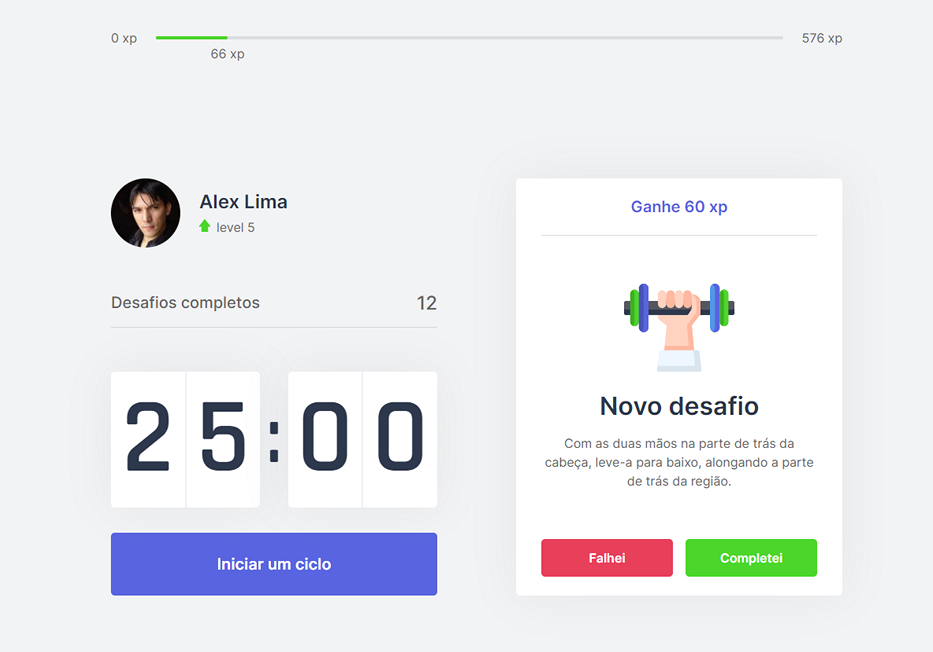 0 xp
576 xp
66 xp
Alex Lima
level 5
Desafios completos
12
25:00
Iniciar um ciclo
Ganhe 60 xp
Novo desafio
Com as duas mãos na parte de trás da
cabeça, leve-a para baixo, alongando a parte
de trás da região.
Falhei
Completei